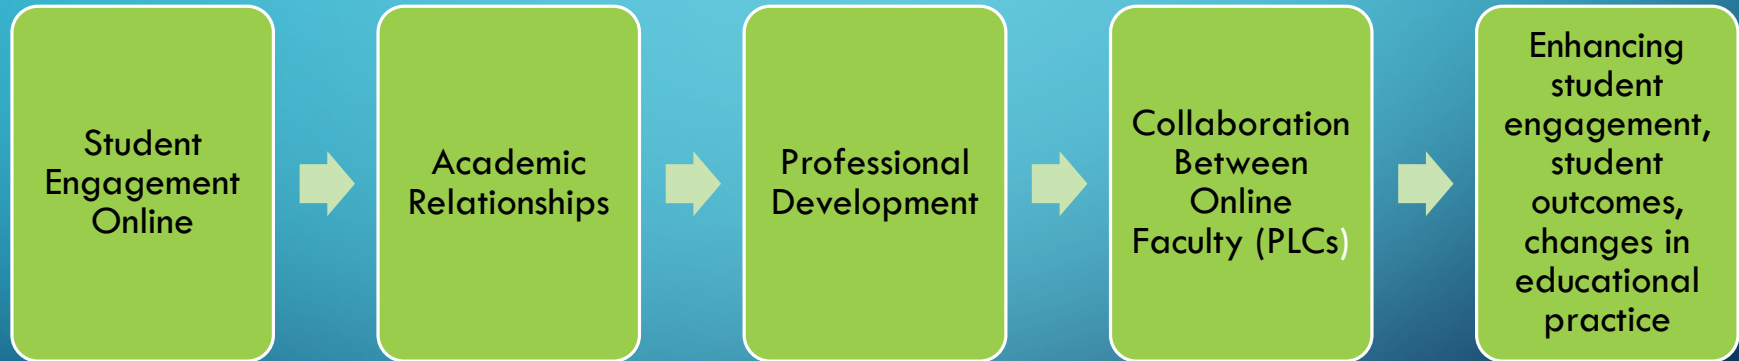 Student
Engagement
Online
Academic
Relationships
Professional
Development
Collaboration
Between
Online
Faculty (PLCs)
Enhancing
student
engagement,
student
outcomes,
changes in
educational
practice